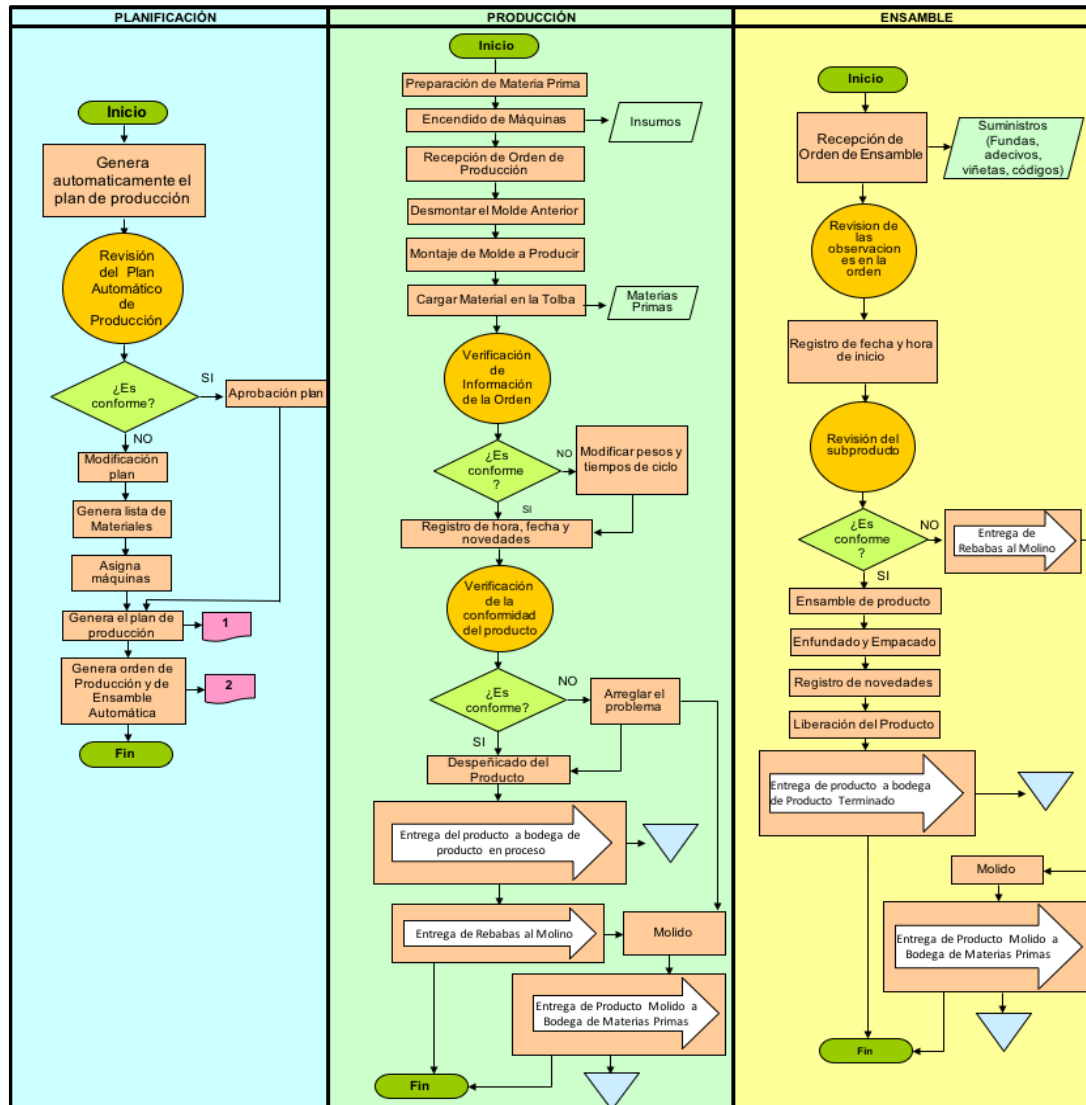 PLANIFICACIÓN
Inicio
Genera
automaticamente el
plan de producción
Revisión
del Plan
Automático
de
Producción
¿Es
conforme?
SI
Aprobación plan
NO
Modificación
plan
Genera lista de
Materiales
Asigna
máquinas
Genera el plan de
producción
1
Genera orden de
Producción y de
Ensamble
Automática
2
Fin
PRODUCCIÓN
Inicio
Preparación de Materia Prima
Encendido de Máquinas
Insumos
Recepción de Orden de
Producción
Desmontar el Molde Anterior
Montaje de Molde a Producir
Cargar Material en la Tolba
Materias
Primas
Verificación
de
Información
de la Orden
¿Es
conforme
?
NO
Modificar pesos y
tiempos de ciclo
SI
Registro de hora, fecha y
novedades
Verificación
de la
conformidad
del producto
¿Es
conforme?
NO
Arreglar el
problema
SI
Despeñicado del
Producto
Entrega del producto a bodega de
producto en proceso
Entrega de Rebabas al Molino
Molido
Entrega de Producto Molido a
Bodega de Materias Primas
Fin
ENSAMBLE
Inicio
Recepción de
Orden de Ensamble
Suministros
(Fundas,
adecivos,
viñetas, códigos)
Revision de
las
observacion
es en la
orden
Registro de fecha y hora
de inicio
Revisión del
subproducto
¿Es
conforme
?
NO
Entrega de
Rebabas al Molino
SI
Ensamble de producto
Enfundado y Empacado
Registro de novedades
Liberación del Producto
Entrega de producto a bodega
de Producto Terminado
Molido
Entrega de Producto Molido a
Bodega de Materias Primas
Fin